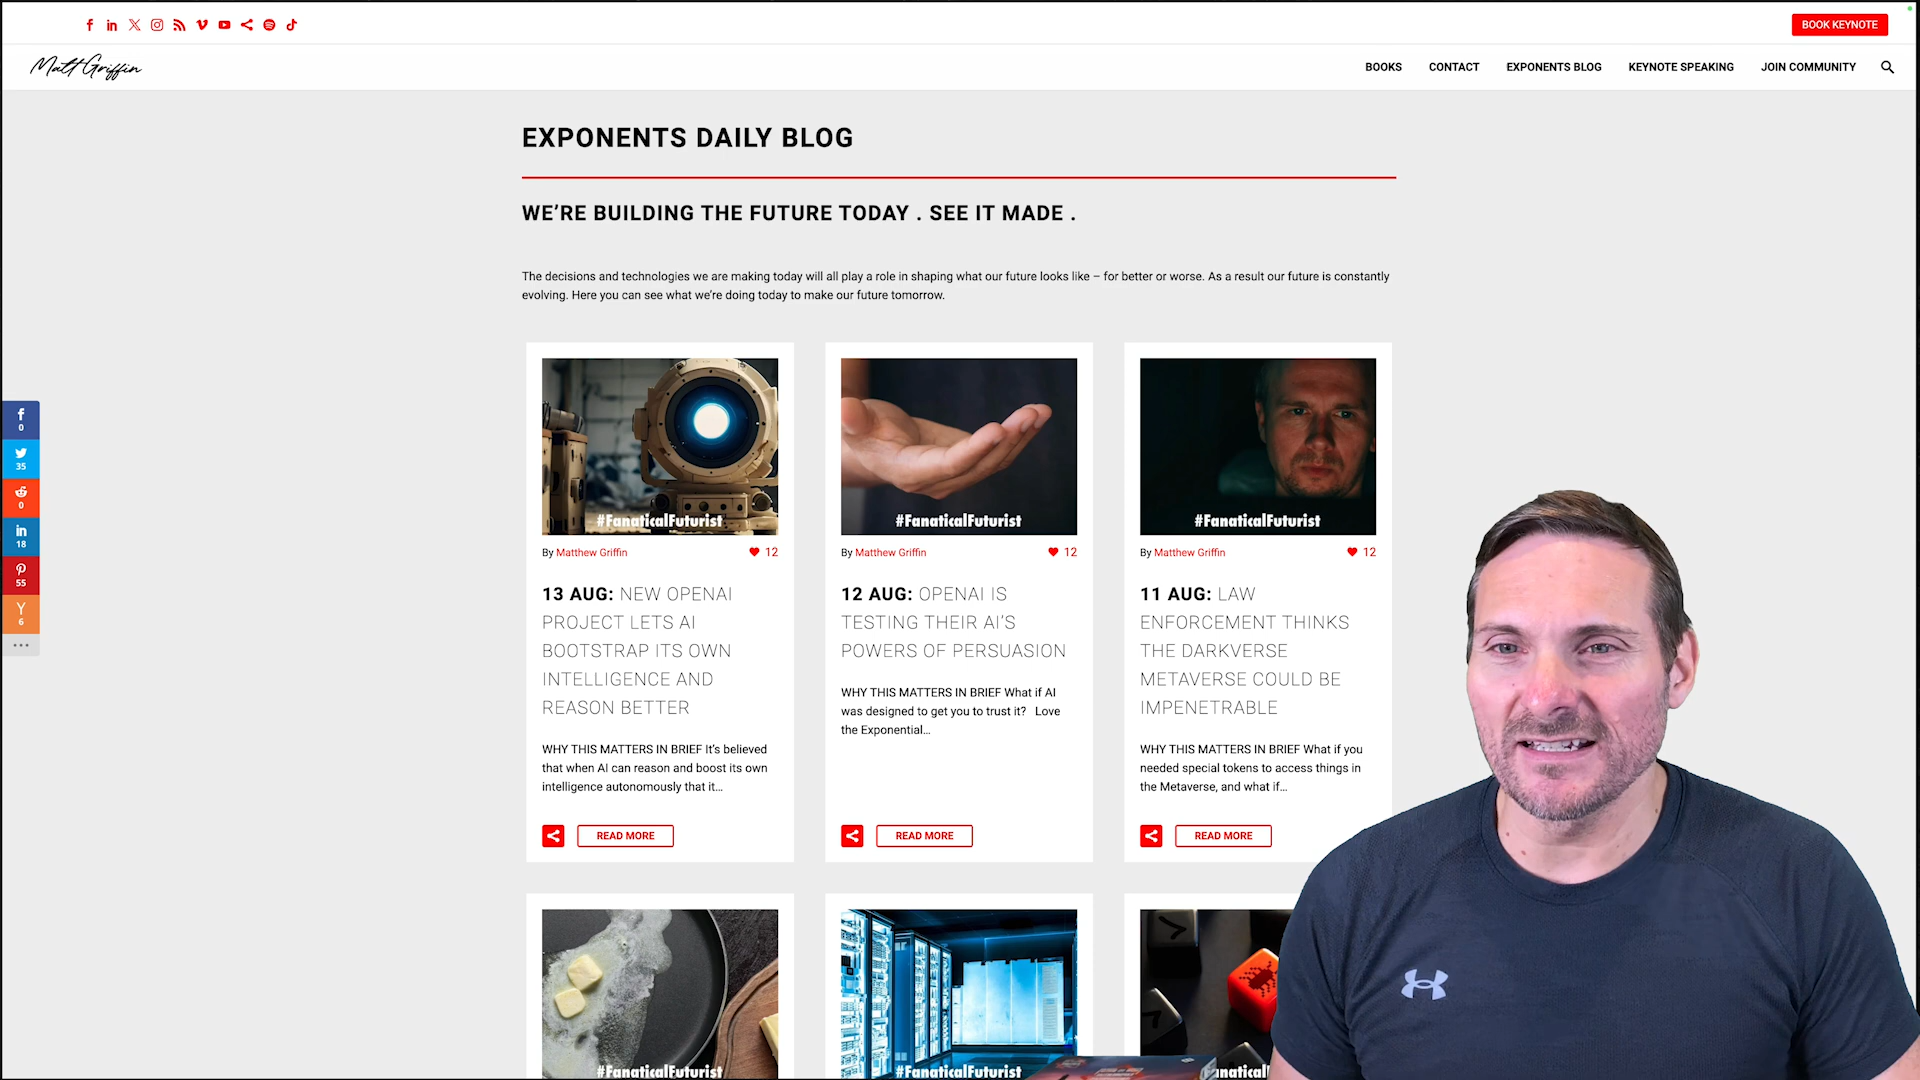 BOOK KEYNOTE
Matt Griffin
BOOKS CONTACT EXPONENTS BLOG KEYNOTE SPEAKING JOIN COMMUNITY
EXPONENTS DAILY BLOG
WE’RE BUILDING THE FUTURE TODAY . SEE IT MADE .
The decisions and technologies we are making today will all play a role in shaping what our future looks like – for better or worse. As a result our future is constantly
evolving. Here you can see what we’re doing today to make our future tomorrow.
0
35
0
18
55
6
#FanaticalFuturist
By Matthew Griffin 12
13 AUG: NEW OPENAI
PROJECT LETS AI
BOOTSTRAP ITS OWN
INTELLIGENCE AND
REASON BETTER
WHY THIS MATTERS IN BRIEF It’s believed
that when AI can reason and boost its own
intelligence autonomously that it...
READ MORE
#FanaticalFuturist
By Matthew Griffin 12
12 AUG: OPENAI IS
TESTING THEIR AI’S
POWERS OF PERSUASION
WHY THIS MATTERS IN BRIEF What if AI
was designed to get you to trust it? Love
the Exponential...
READ MORE
#FanaticalFuturist
By Matthew Griffin 12
11 AUG: LAW
ENFORCEMENT THINKS
THE DARKVERSE
METAVERSE COULD BE
IMPENETRABLE
WHY THIS MATTERS IN BRIEF What if you
needed special tokens to access things in
the Metaverse, and what if...
READ MORE
#FanaticalFuturist
#FanaticalFuturist